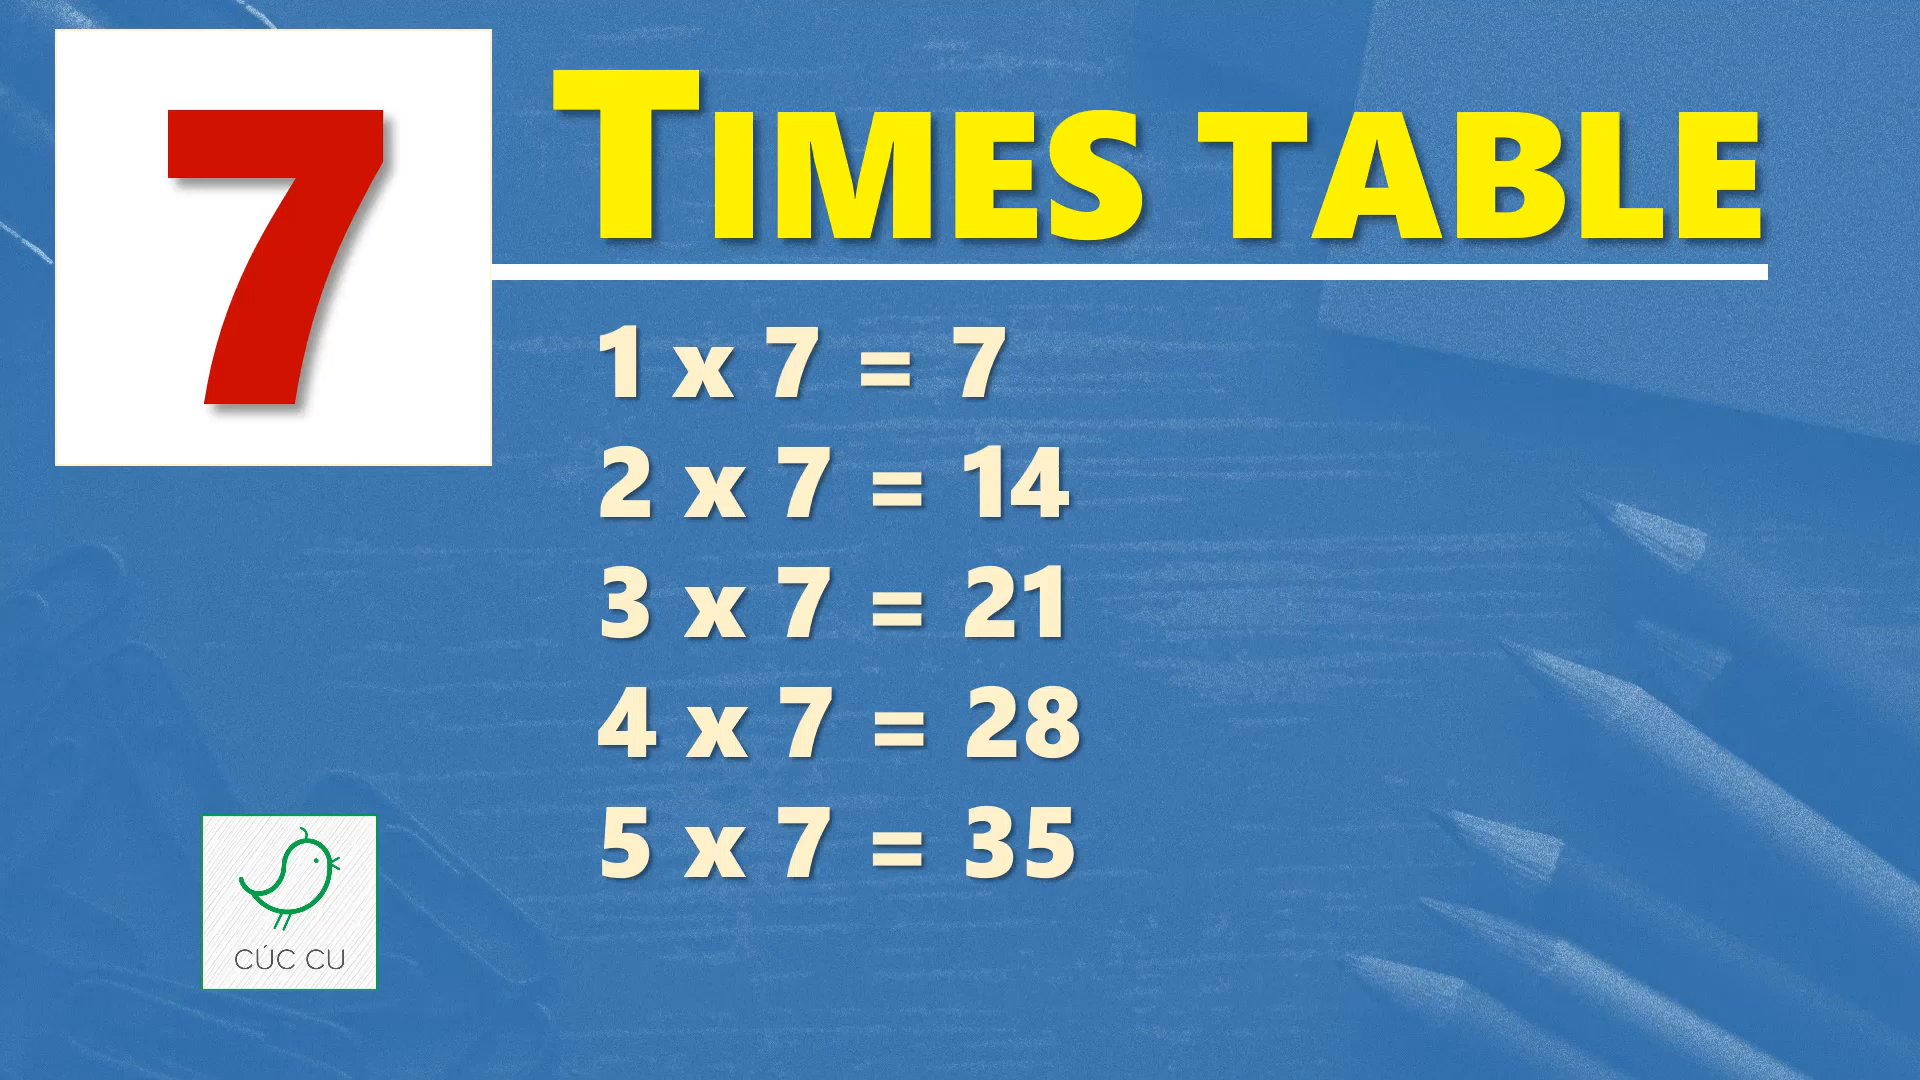 7
TIMES TABLE
1 x 7 = 7
2 x 7 = 14
3 x 7 = 21
4 x 7 = 28
5 x 7 = 35
CÚC CU